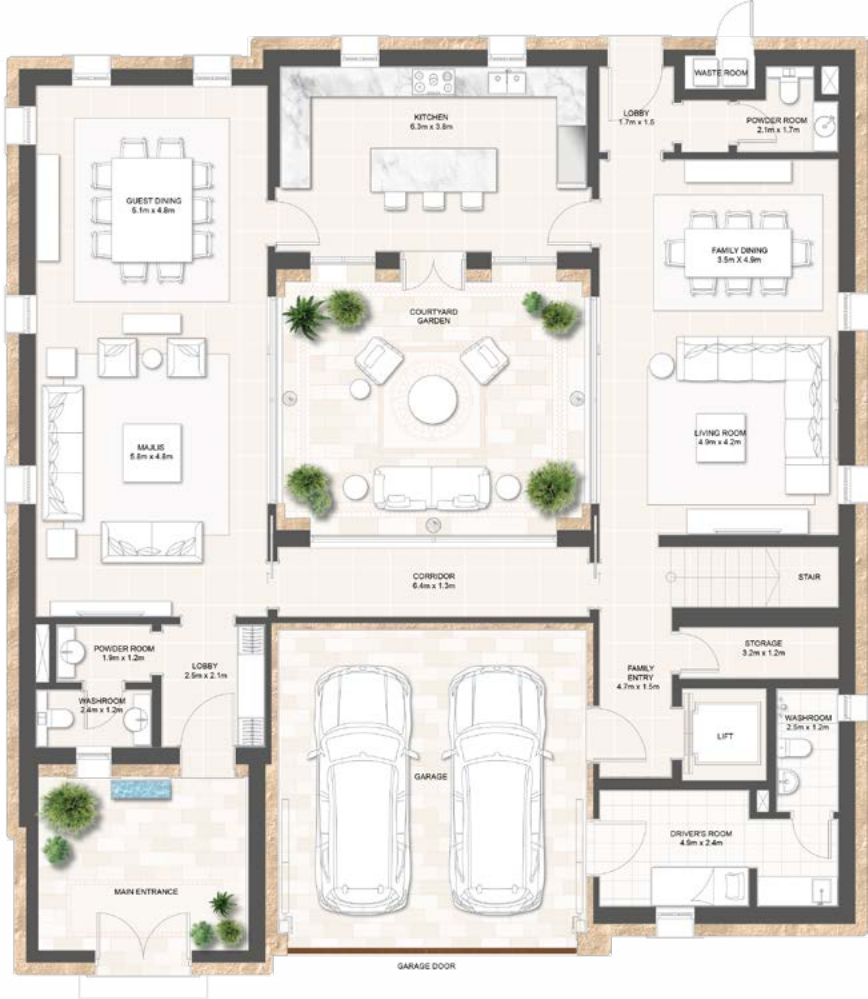 WASTE ROOM
KITCHEN
6.3m x 3.8m
LOBBY
1.7m x 1.5
POWDER ROOM
2.1m x 1.7m
GUEST DINING
5.1m x 4.8m
FAMILY DINING
3.5m X 4.9m
COURTYARD
GARDEN
MAJLIS
5.8m x 4.8m
LIVING ROOM
4.9m x 4.2m
CORRIDOR
6.4m x 1.3m
STAIR
POWDER ROOM
1.9m x 1.2m
LOBBY
2.5m x 2.1m
STORAGE
3.2m x 1.2m
FAMILY
ENTRY
4.7m x 1.5m
WASHROOM
2.4m x 1.2m
WASHROOM
2.5m x 1.2m
LIFT
GARAGE
DRIVER'S ROOM
4.9m x 2.4m
MAIN ENTRANCE
GARAGE DOOR